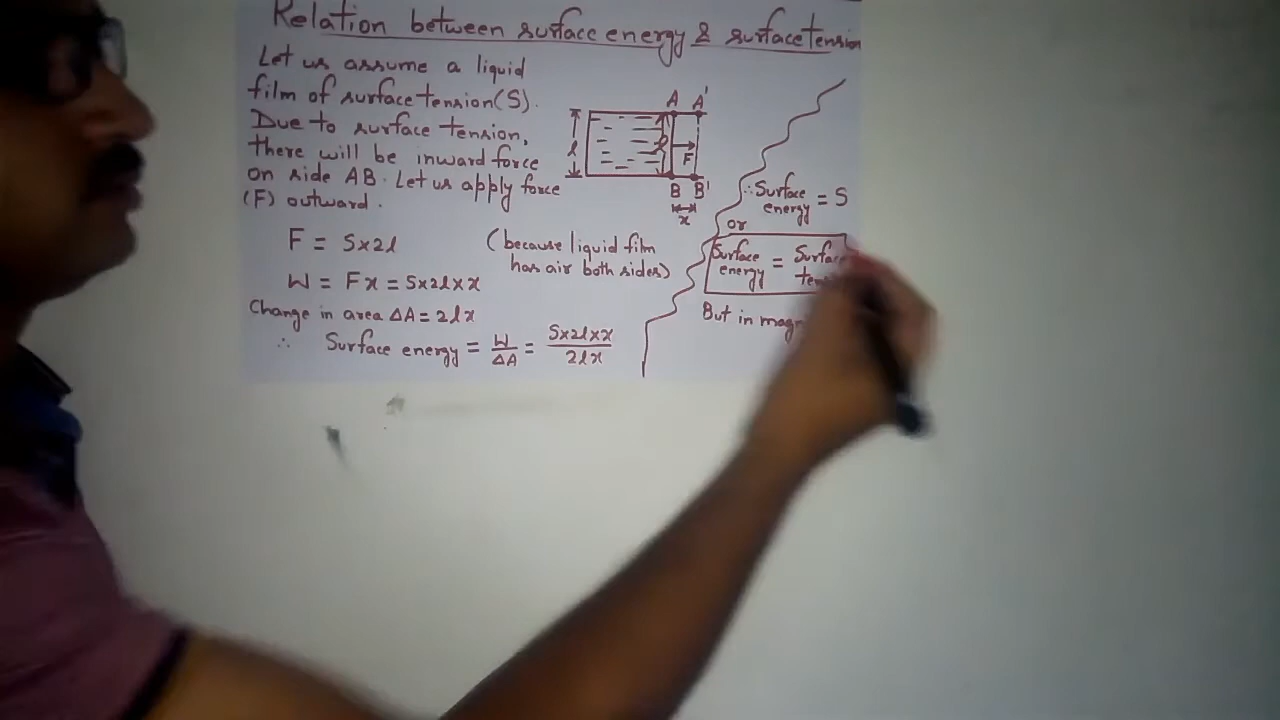 Relation between surface energy & surface tension
Let us assume a liquid
film of surface tension (S).
Due to surface tension,
there will be inward force
on side AB. Let us apply force
(F) outward.
A A'
l
l
F
B B'
x
F = S×2l (because liquid film
has air both sides)
W = Fx = S×2l×x
Change in area ΔA = 2lx
∴ Surface energy = W/ΔA = S×2l×x/2lx
∴ Surface energy = S
or
Surface energy = Surface
But in